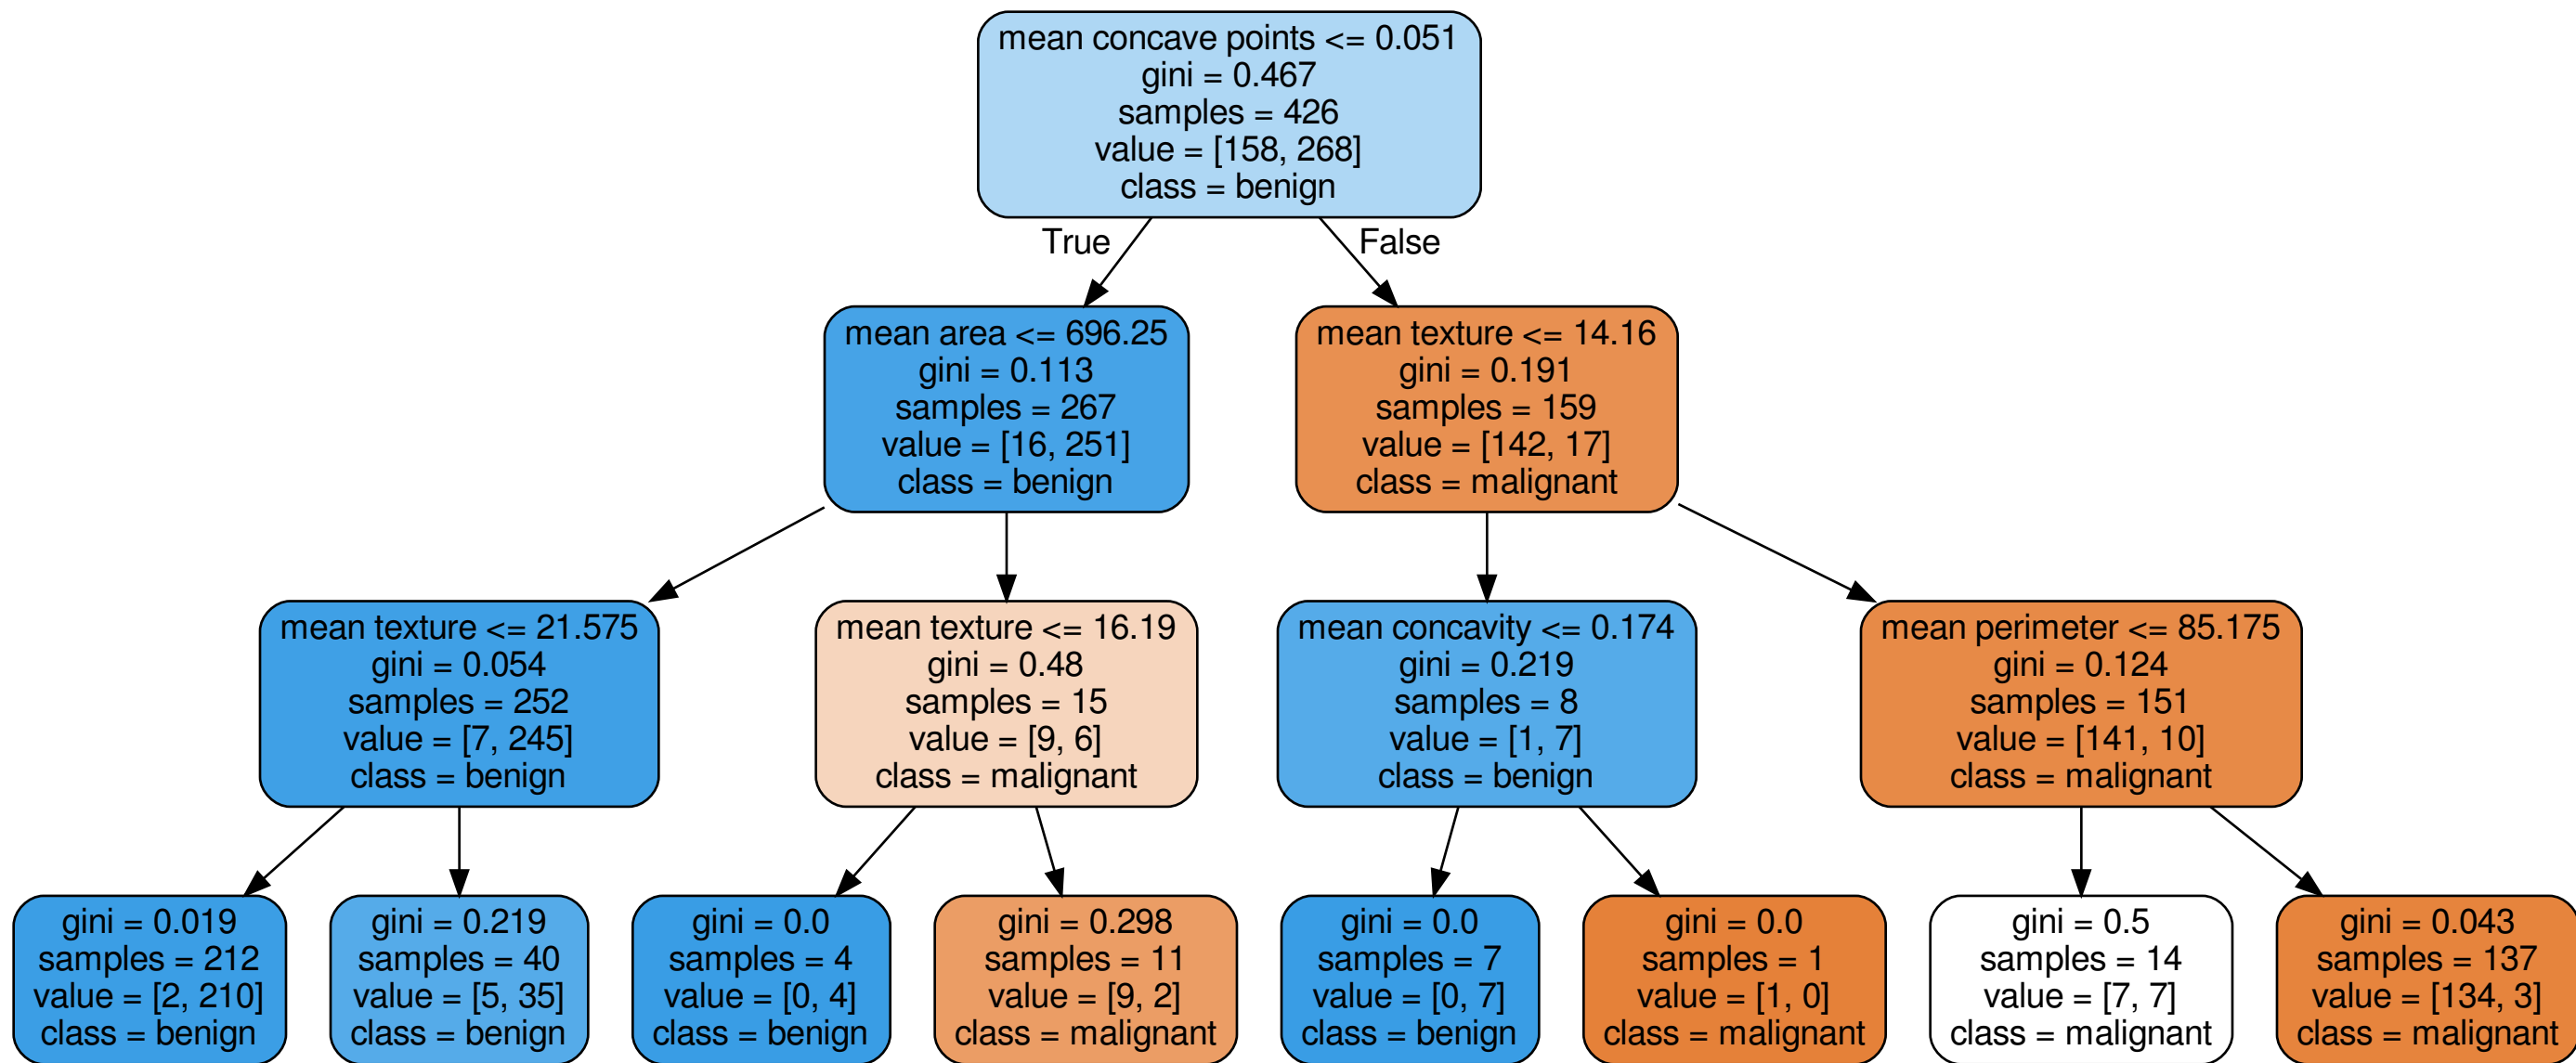 mean concave points <= 0.051
gini = 0.467
samples = 426
value = [158, 268]
class = benign
True
False
mean area <= 696.25
gini = 0.113
samples = 267
value = [16, 251]
class = benign
mean texture <= 14.16
gini = 0.191
samples = 159
value = [142, 17]
class = malignant
mean texture <= 21.575
gini = 0.054
samples = 252
value = [7, 245]
class = benign
mean texture <= 16.19
gini = 0.48
samples = 15
value = [9, 6]
class = malignant
mean concavity <= 0.174
gini = 0.219
samples = 8
value = [1, 7]
class = benign
mean perimeter <= 85.175
gini = 0.124
samples = 151
value = [141, 10]
class = malignant
gini = 0.019
samples = 212
value = [2, 210]
class = benign
gini = 0.219
samples = 40
value = [5, 35]
class = benign
gini = 0.0
samples = 4
value = [0, 4]
class = benign
gini = 0.298
samples = 11
value = [9, 2]
class = malignant
gini = 0.0
samples = 7
value = [0, 7]
class = benign
gini = 0.0
samples = 1
value = [1, 0]
class = malignant
gini = 0.5
samples = 14
value = [7, 7]
class = malignant
gini = 0.043
samples = 137
value = [134, 3]
class = malignant